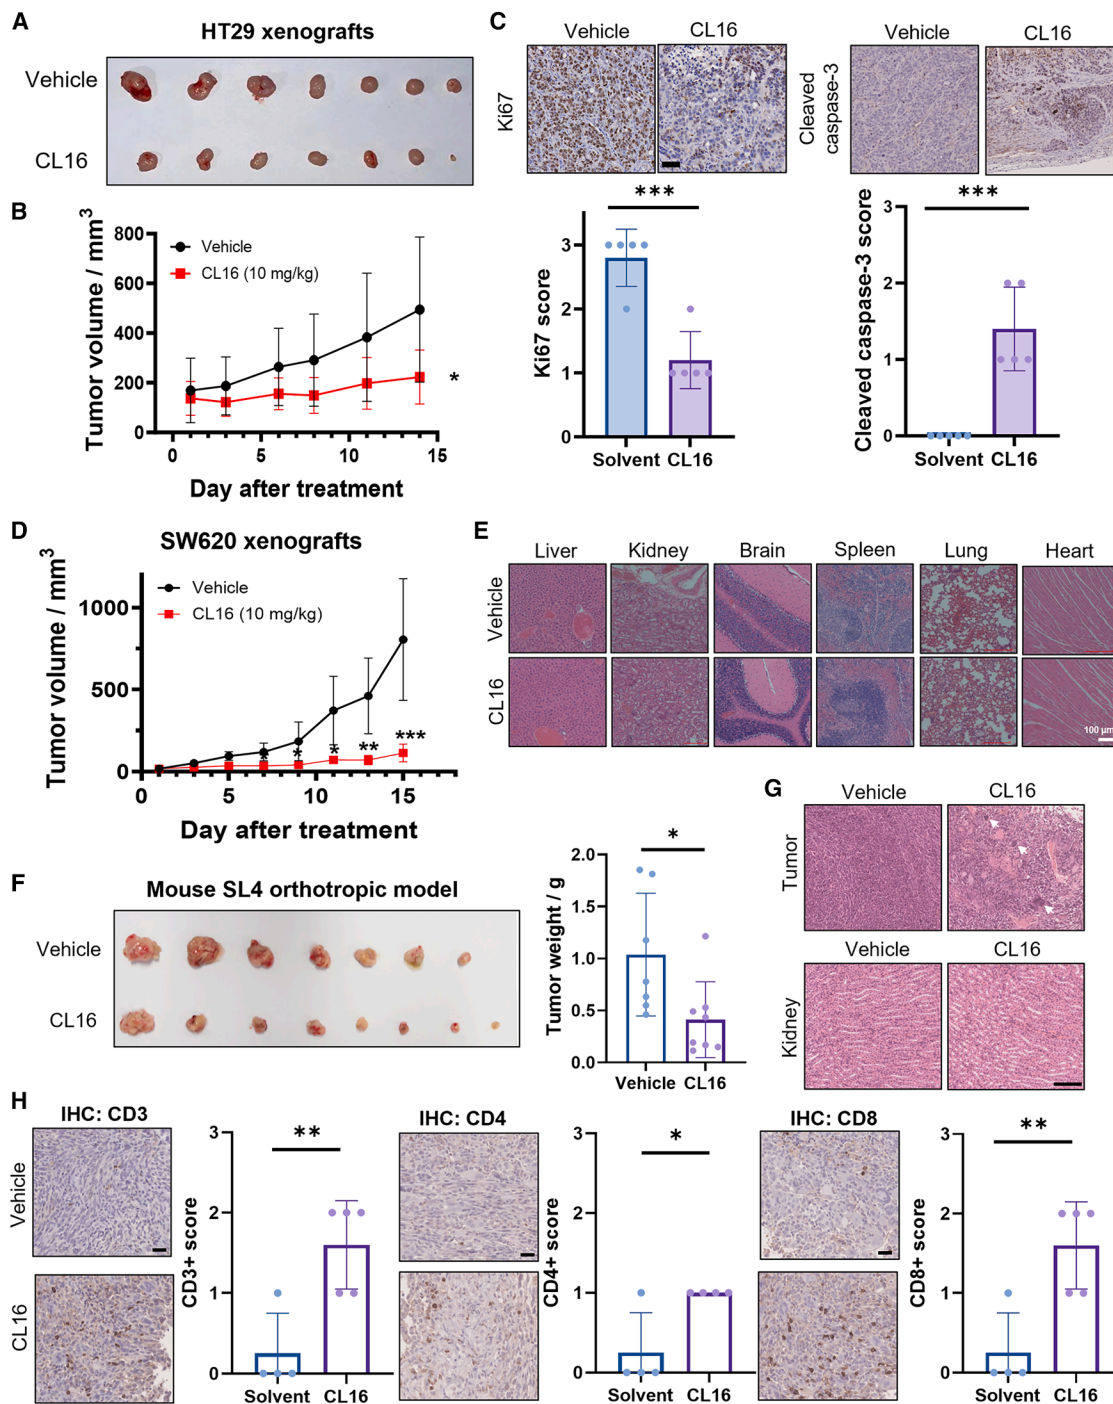 A
HT29 xenografts
Vehicle
CL16
B
Tumor volume / mm3
800
600
400
200
0
Vehicle
CL16 (10 mg/kg)
*
0 5 10 15
Day after treatment
C
Vehicle CL16
Ki67
Vehicle CL16
Cleaved
caspase-3
***
Ki67 score
3
2
1
0
Solvent CL16
***
Cleaved caspase-3 score
3
2
1
0
Solvent CL16
D
SW620 xenografts
Tumor volume / mm3
1000
500
0
Vehicle
CL16 (10 mg/kg)
* * * ** ***
0 5 10 15
Day after treatment
E
Liver Kidney Brain Spleen Lung Heart
Vehicle
CL16
100 µm
F
Mouse SL4 orthotropic model
Vehicle
CL16
Tumor weight / g
2.0
1.5
1.0
0.5
0.0
*
Vehicle CL16
G
Vehicle CL16
Tumor
Vehicle CL16
Kidney
H
IHC: CD3
Vehicle
CL16
CD3+ score
3
2
1
0
**
Solvent CL16
IHC: CD4
CD4+ score
3
2
1
0
*
Solvent CL16
IHC: CD8
CD8+ score
3
2
1
0
**
Solvent CL16